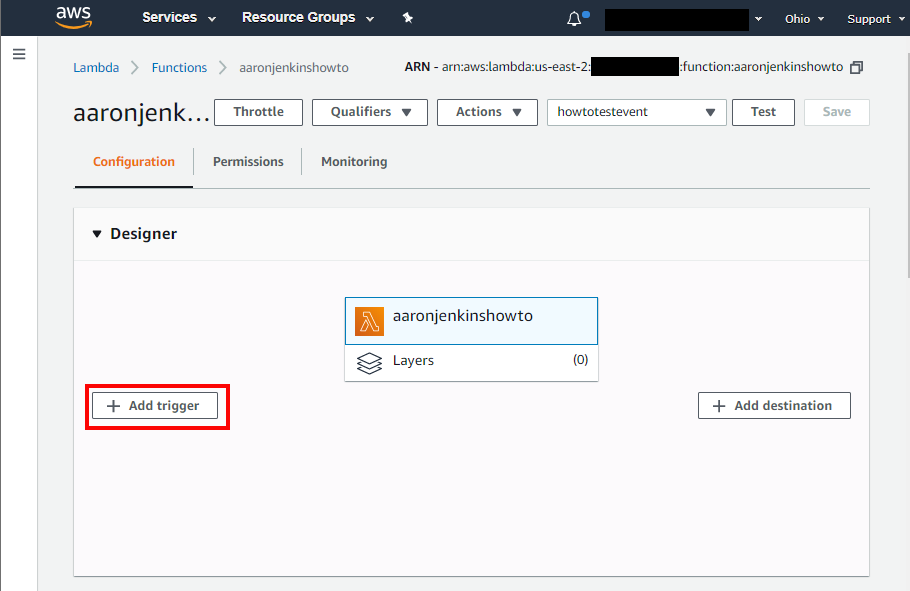 aws Services Resource Groups Ohio Support
Lambda Functions aaronjenkinshowto ARN - arn:aws:lambda:us-east-2: :function:aaronjenkinshowto
aaronjenk... Throttle Qualifiers Actions howtotestevent Test Save
Configuration Permissions Monitoring
Designer
aaronjenkinshowto
Layers (0)
+ Add trigger + Add destination